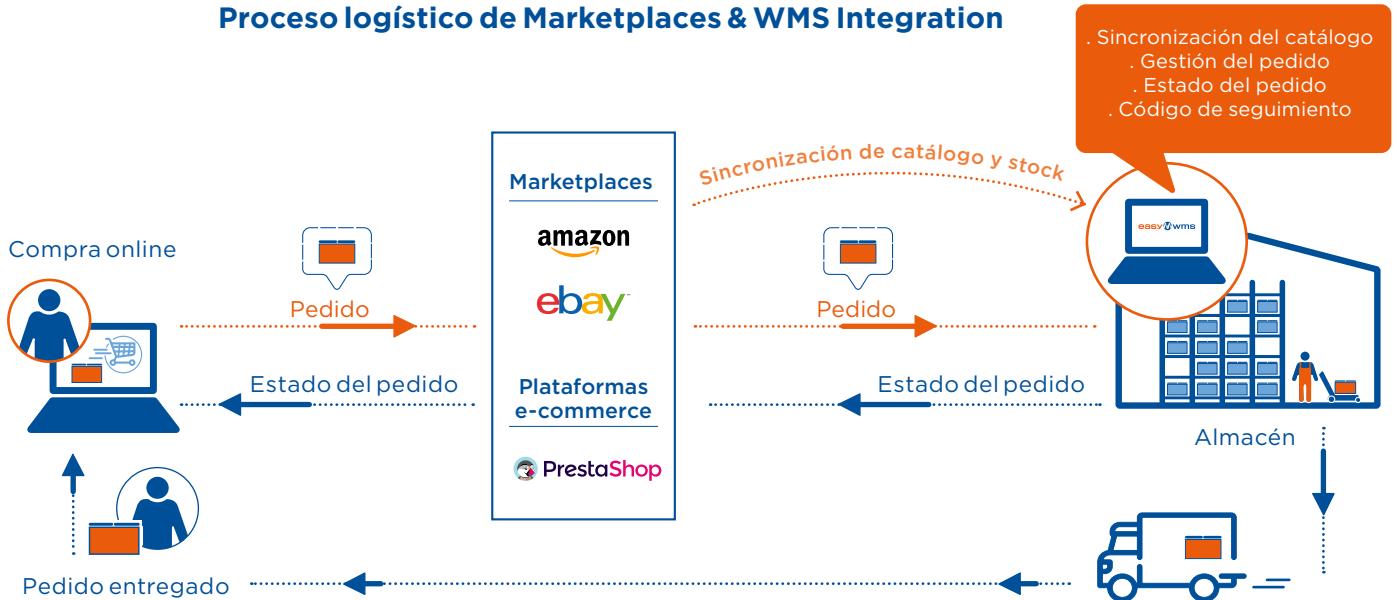 Proceso logístico de Marketplaces & WMS Integration
. Sincronización del catálogo
. Gestión del pedido
. Estado del pedido
. Código de seguimiento
Sincronización de catálogo y stock
Marketplaces
easy wms
amazon
Compra online
ebay
Pedido
Pedido
Estado del pedido
Plataformas
e-commerce
Estado del pedido
Almacén
PrestaShop
Pedido entregado